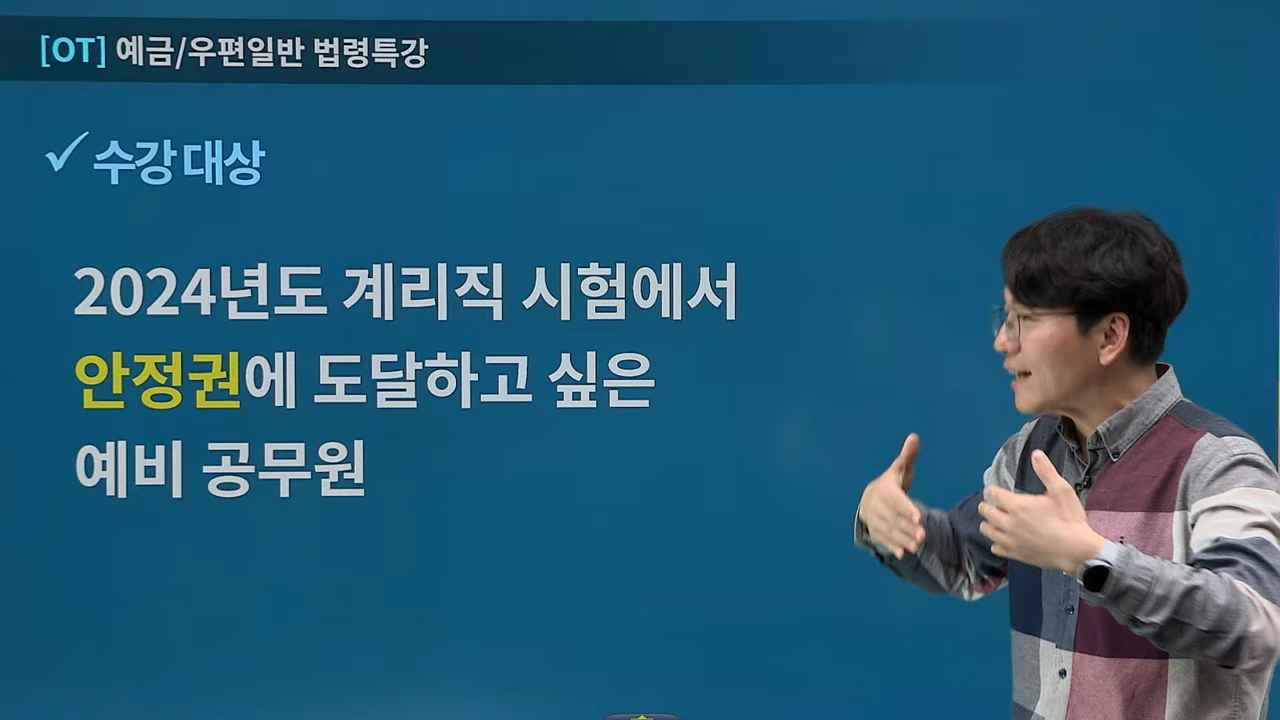 [OT] 예금/우편일반 법령특강
✓ 수강 대상
2024년도 계리직 시험에서
안정권에 도달하고 싶은
예비 공무원